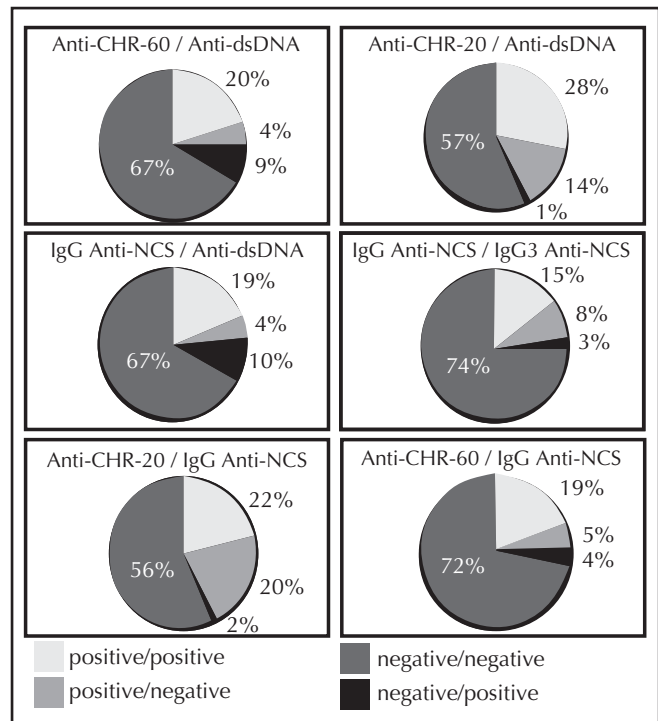 Anti-CHR-60 / Anti-dsDNA
20%
4%
9%
67%
Anti-CHR-20 / Anti-dsDNA
28%
14%
1%
57%
IgG Anti-NCS / Anti-dsDNA
19%
4%
10%
67%
IgG Anti-NCS / IgG3 Anti-NCS
15%
8%
3%
74%
Anti-CHR-20 / IgG Anti-NCS
22%
20%
2%
56%
Anti-CHR-60 / IgG Anti-NCS
19%
5%
4%
72%
positive/positive
positive/negative
negative/negative
negative/positive